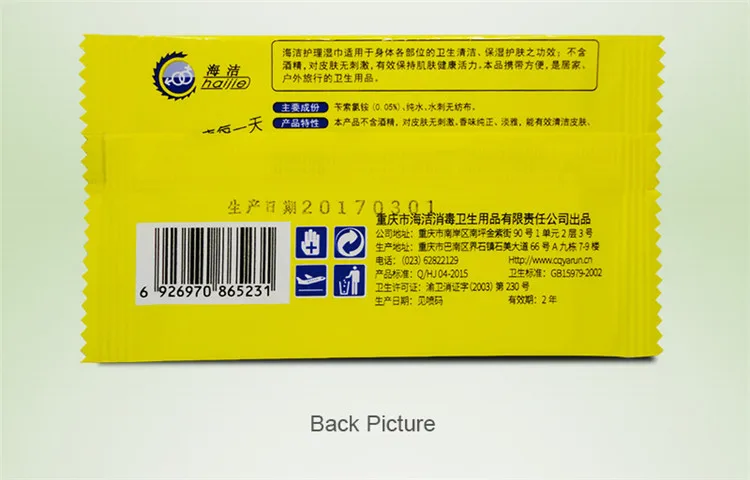 海洁
haijie
海洁护理湿巾适用于身体各部位的卫生清洁、保湿护肤之功效；不含
酒精，对皮肤无刺激，有效保持肌肤健康活力。本品携带方便，是居家、
户外旅行的卫生用品。
主要成份 苄索氯铵（0.05%）、纯水、水刺无纺布。
产品特性 本产品不含酒精，对皮肤无刺激，香味纯正、淡雅，能有效清洁皮肤、
一天
生产日期20170301
重庆市海洁消毒卫生用品有限责任公司出品
公司地址：重庆市南岸区南坪金紫街 90 号 1 单元 2 层 3 号
生产地址：重庆市巴南区界石镇石美大道 66 号 A 九栋 7-9 楼
电话：(023) 62822129 http://www.cqyarun.cn
产品标准：Q/HJ 04-2015 卫生标准：GB15979-2002
卫生许可证：渝卫消证字 (2003) 第 230 号
生产日期：见喷码 有效期：2 年
6 926970 865231
Back Picture